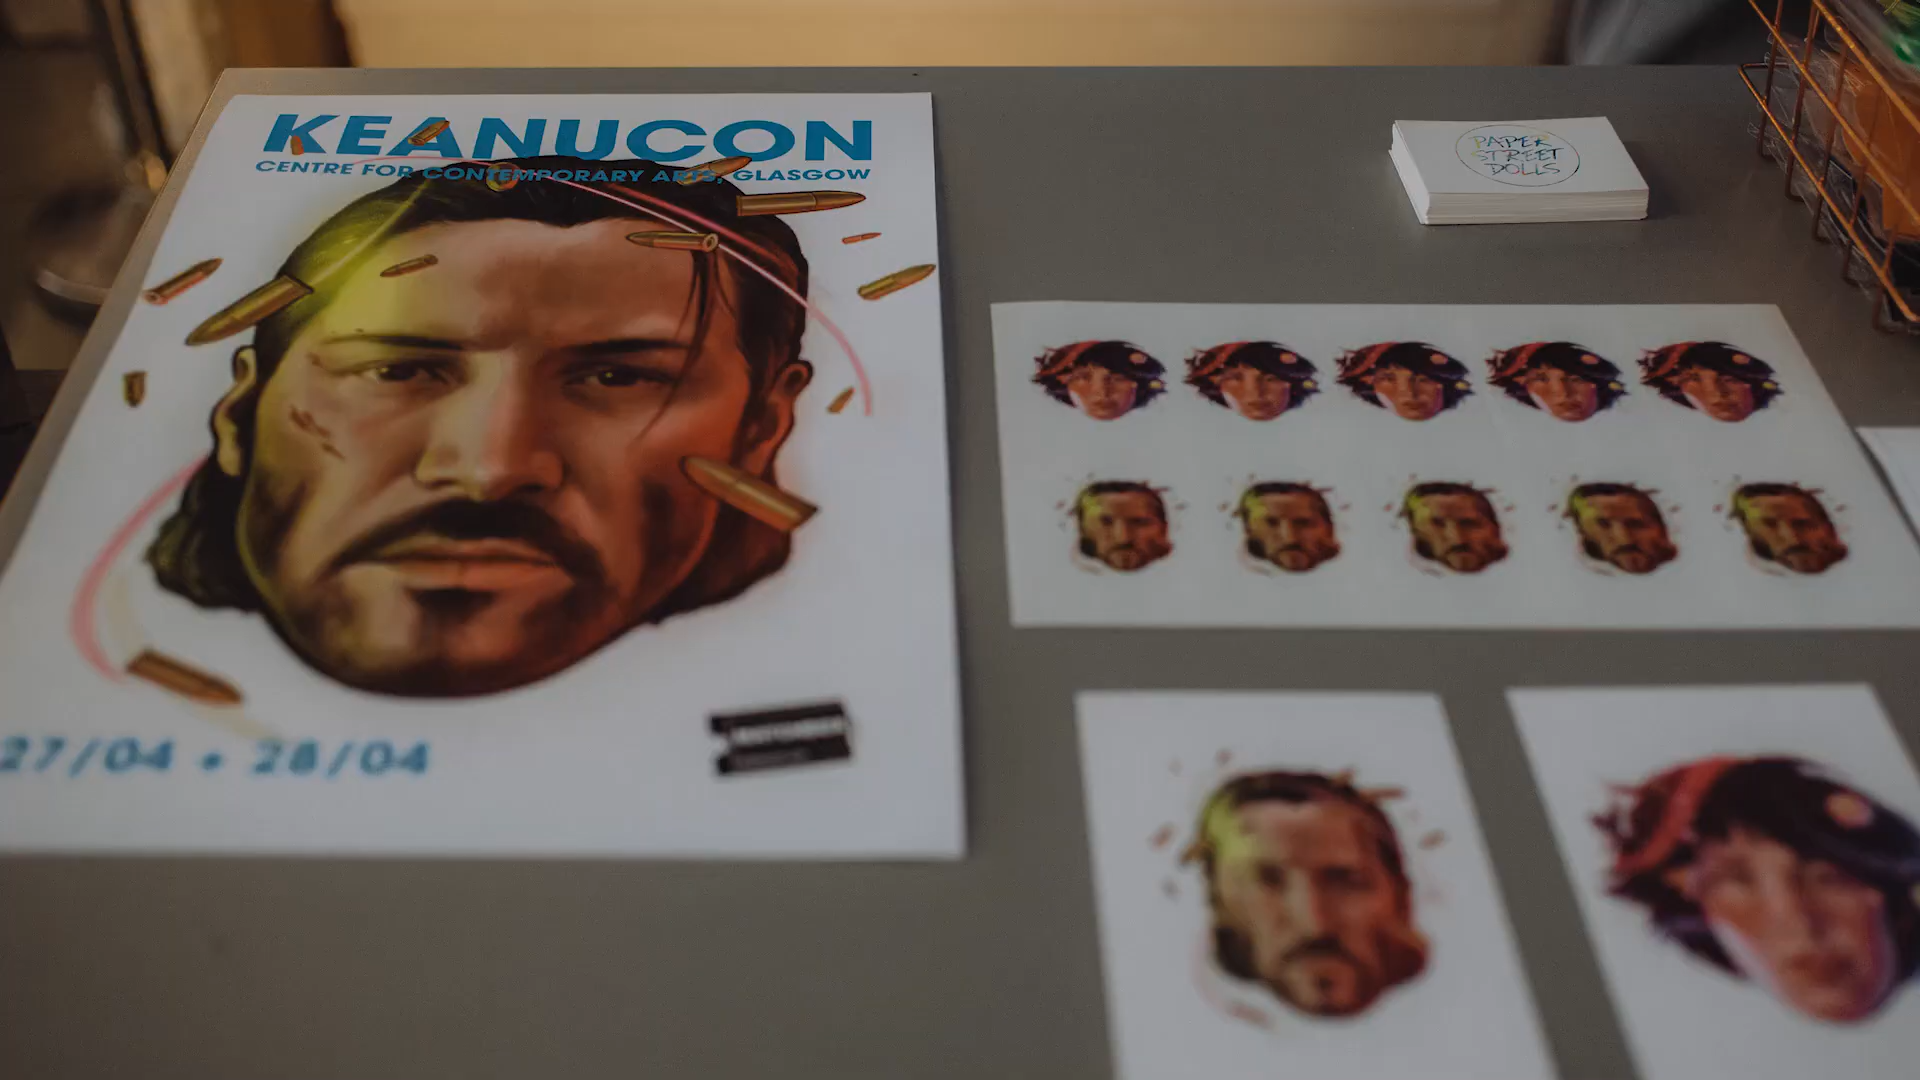 KEANUCON
CENTRE FOR CONTEMPORARY ARTS, GLASGOW
27/04 • 28/04
PAPER
STREET
DOLLS